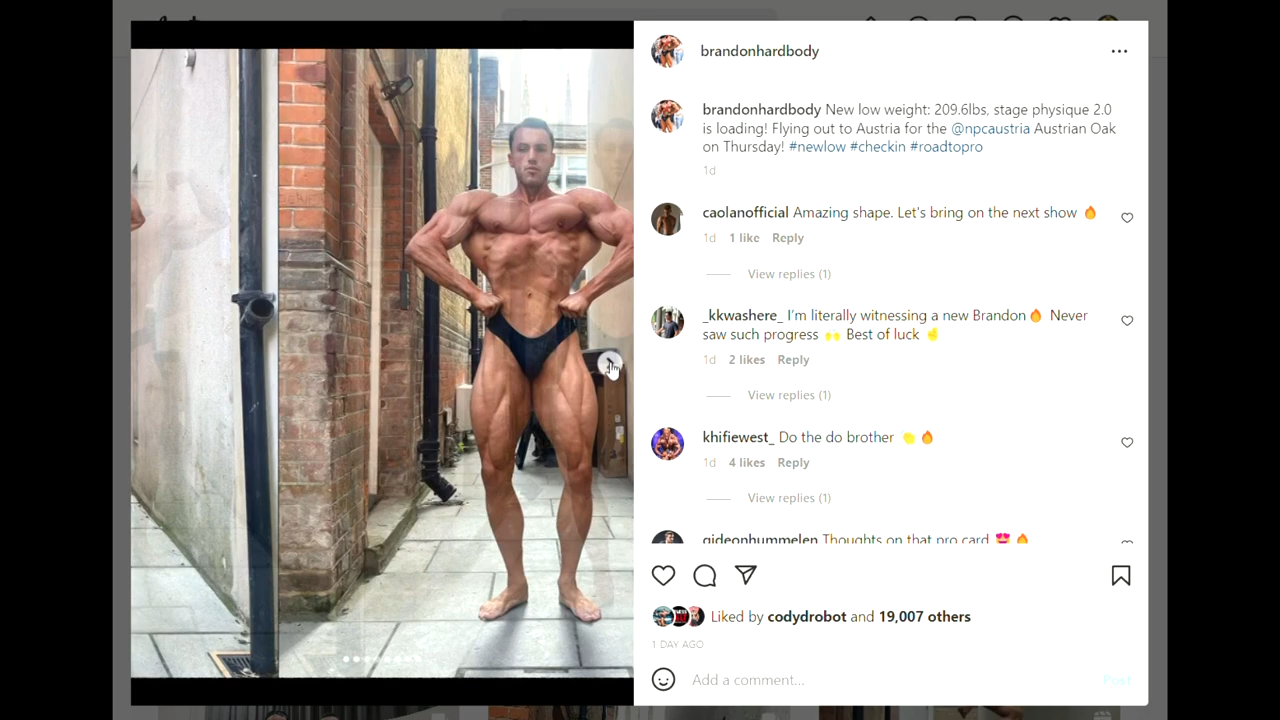 brandonhardbody
brandonhardbody New low weight: 209.6lbs, stage physique 2.0
is loading! Flying out to Austria for the @npcaustria Austrian Oak
on Thursday! #newlow #checkin #roadtopro
1d
caolanofficial Amazing shape. Let's bring on the next show 🔥
1d 1 like Reply
View replies (1)
_kkwashere_ I'm literally witnessing a new Brandon🔥 Never
saw such progress 🙌 Best of luck ✌️
1d 2 likes Reply
View replies (1)
khifiewest_ Do the do brother 👏 🔥
1d 4 likes Reply
View replies (1)
gideonhummelen Thoughts on that pro card 😍 🔥
Liked by codydrobot and 19,007 others
1 DAY AGO
Add a comment... Post